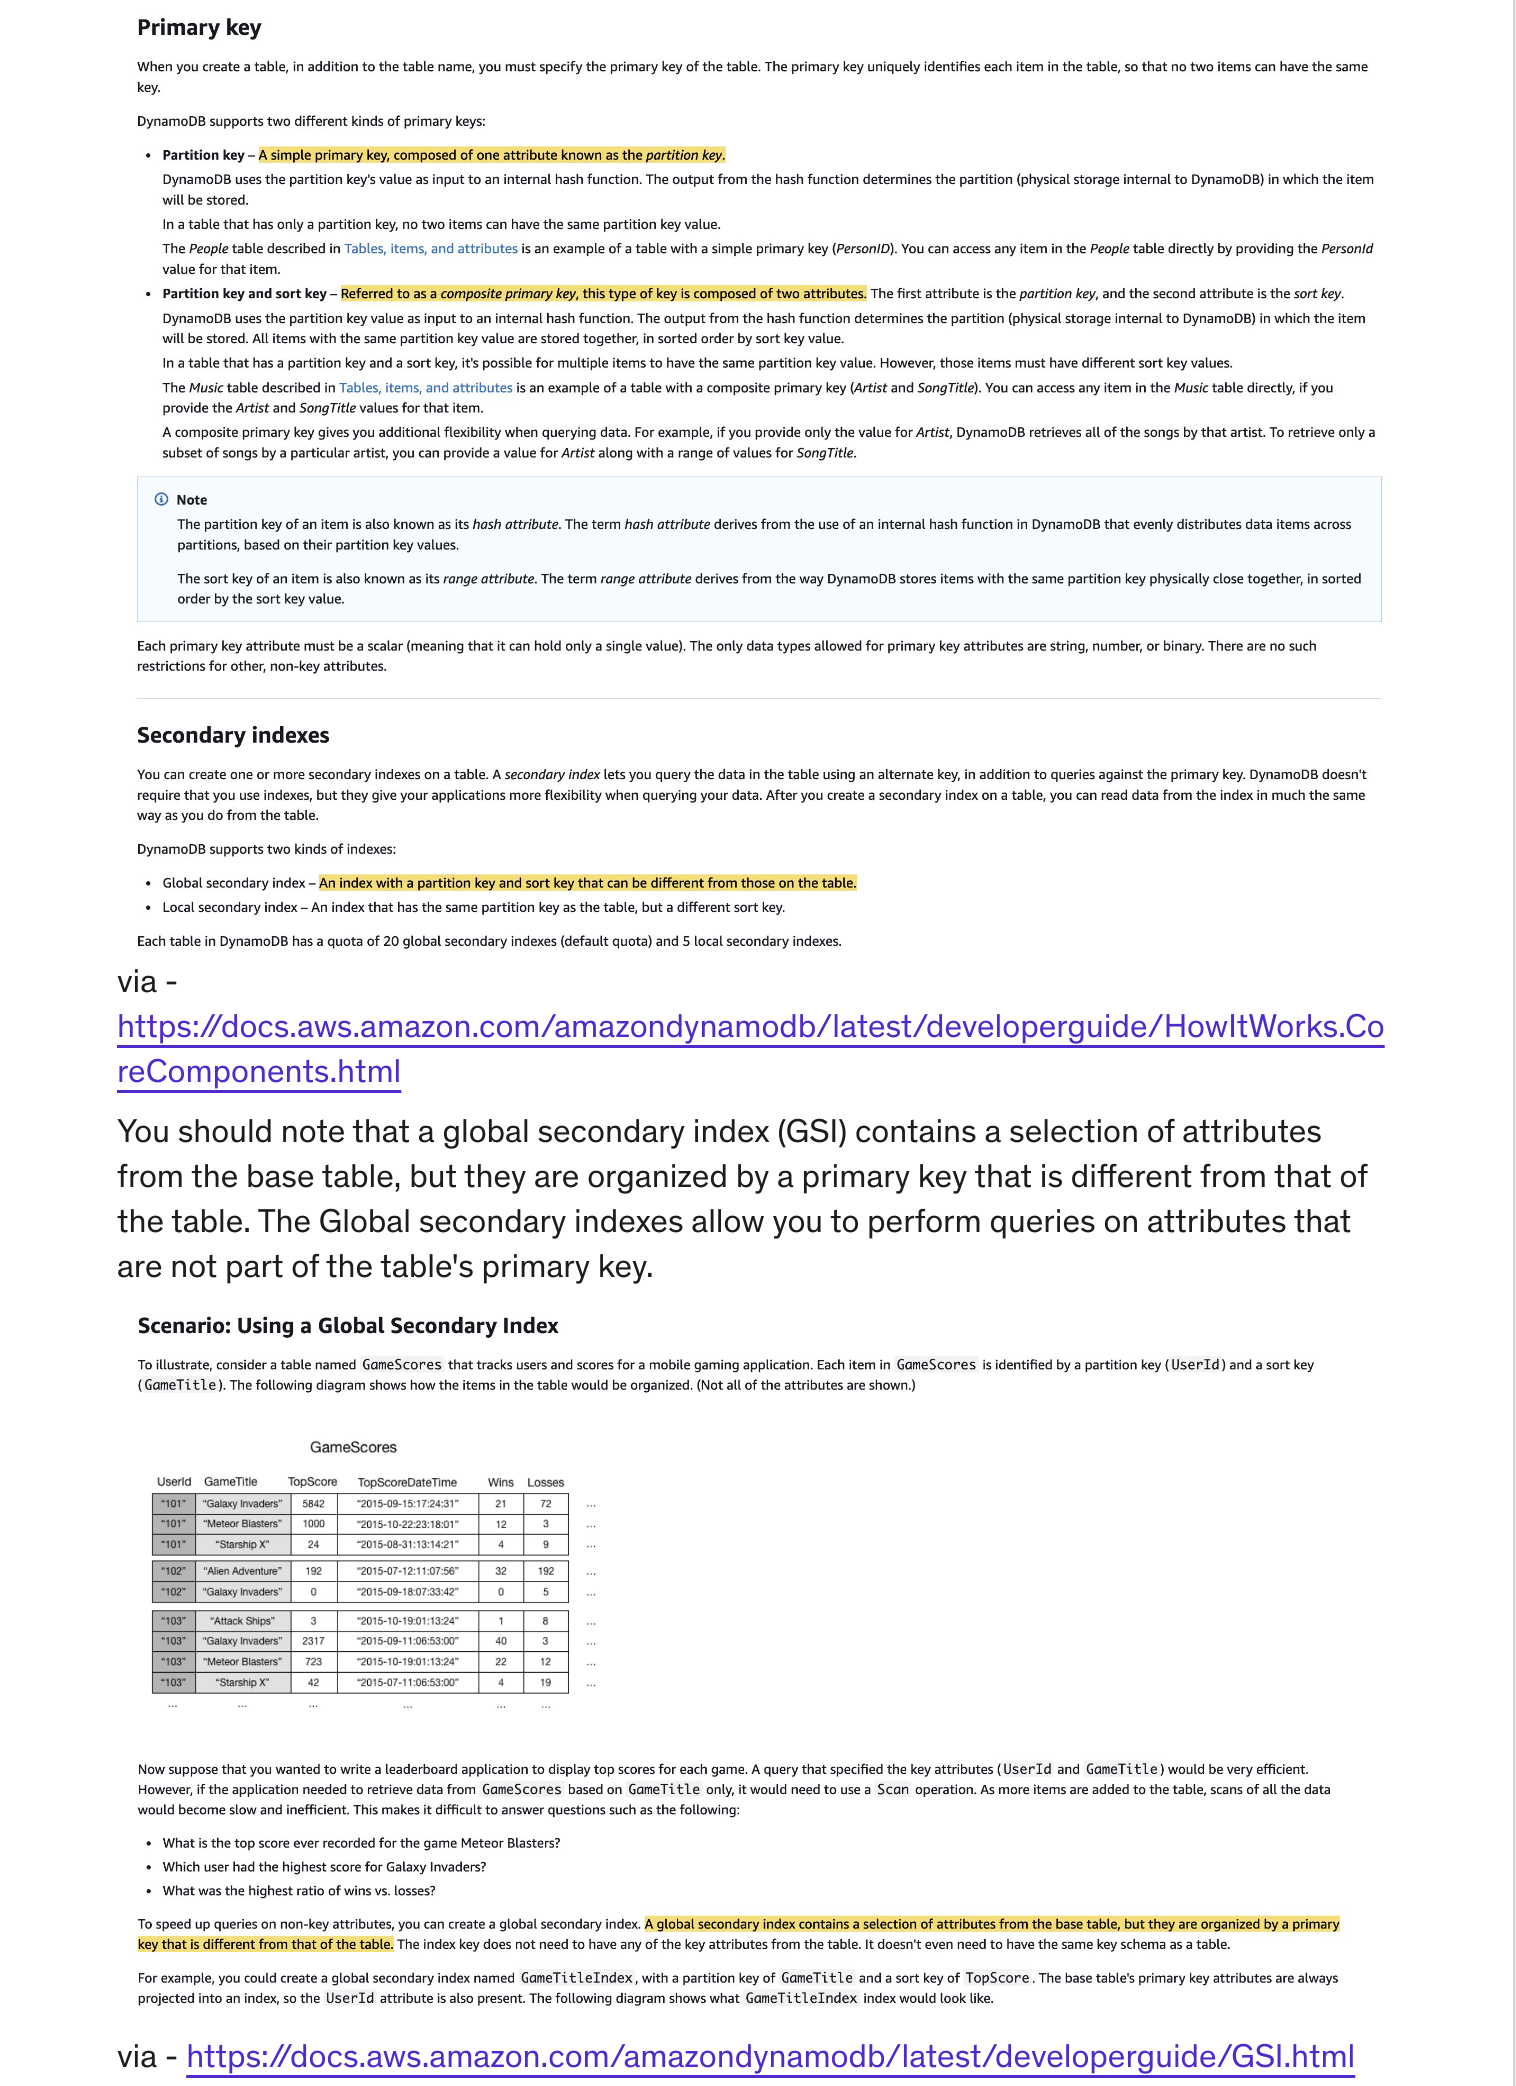 Primary key
When you create a table, in addition to the table name, you must specify the primary key of the table. The primary key uniquely identifies each item in the table, so that no two items can have the same
key.
DynamoDB supports two different kinds of primary keys:
• Partition key – A simple primary key, composed of one attribute known as the partition key.
DynamoDB uses the partition key's value as input to an internal hash function. The output from the hash function determines the partition (physical storage internal to DynamoDB) in which the item
will be stored.
In a table that has only a partition key, no two items can have the same partition key value.
The People table described in Tables, items, and attributes is an example of a table with a simple primary key (PersonID). You can access any item in the People table directly by providing the PersonId
value for that item.
• Partition key and sort key – Referred to as a composite primary key, this type of key is composed of two attributes. The first attribute is the partition key, and the second attribute is the sort key.
DynamoDB uses the partition key value as input to an internal hash function. The output from the hash function determines the partition (physical storage internal to DynamoDB) in which the item
will be stored. All items with the same partition key value are stored together, in sorted order by sort key value.
In a table that has a partition key and a sort key, it's possible for multiple items to have the same partition key value. However, those items must have different sort key values.
The Music table described in Tables, items, and attributes is an example of a table with a composite primary key (Artist and SongTitle). You can access any item in the Music table directly, if you
provide the Artist and SongTitle values for that item.
A composite primary key gives you additional flexibility when querying data. For example, if you provide only the value for Artist, DynamoDB retrieves all of the songs by that artist. To retrieve only a
subset of songs by a particular artist, you can provide a value for Artist along with a range of values for SongTitle.
Note
The partition key of an item is also known as its hash attribute. The term hash attribute derives from the use of an internal hash function in DynamoDB that evenly distributes data items across
partitions, based on their partition key values.
The sort key of an item is also known as its range attribute. The term range attribute derives from the way DynamoDB stores items with the same partition key physically close together, in sorted
order by the sort key value.
Each primary key attribute must be a scalar (meaning that it can hold only a single value). The only data types allowed for primary key attributes are string, number, or binary. There are no such
restrictions for other, non-key attributes.
Secondary indexes
You can create one or more secondary indexes on a table. A secondary index lets you query the data in the table using an alternate key, in addition to queries against the primary key. DynamoDB doesn't
require that you use indexes, but they give your applications more flexibility when querying your data. After you create a secondary index on a table, you can read data from the index in much the same
way as you do from the table.
DynamoDB supports two kinds of indexes:
• Global secondary index – An index with a partition key and sort key that can be different from those on the table.
• Local secondary index – An index that has the same partition key as the table, but a different sort key.
Each table in DynamoDB has a quota of 20 global secondary indexes (default quota) and 5 local secondary indexes.
via -
https://docs.aws.amazon.com/amazondynamodb/latest/developerguide/HowItWorks.Co
reComponents.html
You should note that a global secondary index (GSI) contains a selection of attributes
from the base table, but they are organized by a primary key that is different from that of
the table. The Global secondary indexes allow you to perform queries on attributes that
are not part of the table's primary key.
Scenario: Using a Global Secondary Index
To illustrate, consider a table named GameScores that tracks users and scores for a mobile gaming application. Each item in GameScores is identified by a partition key (UserId) and a sort key
(GameTitle). The following diagram shows how the items in the table would be organized. (Not all of the attributes are shown.)
GameScores
UserId GameTitle TopScore TopScoreDateTime Wins Losses
"101" "Galaxy Invaders" 5842 "2015-09-15:17:24:31" 21 72 ...
"101" "Meteor Blasters" 1000 "2015-10-22:23:18:01" 12 3 ...
"101" "Starship X" 24 "2015-08-31:13:14:21" 4 9 ...
"102" "Alien Adventure" 192 "2015-07-12:11:07:56" 32 192 ...
"102" "Galaxy Invaders" 0 "2015-09-18:07:33:42" 0 5 ...
"103" "Attack Ships" 3 "2015-10-19:01:13:24" 1 8 ...
"103" "Galaxy Invaders" 2317 "2015-09-11:06:53:00" 40 3 ...
"103" "Meteor Blasters" 723 "2015-10-19:01:13:24" 22 12 ...
"103" "Starship X" 42 "2015-07-11:06:53:00" 4 19 ...
... ... ... ... ... ...
Now suppose that you wanted to write a leaderboard application to display top scores for each game. A query that specified the key attributes (UserId and GameTitle) would be very efficient.
However, if the application needed to retrieve data from GameScores based on GameTitle only, it would need to use a Scan operation. As more items are added to the table, scans of all the data
would become slow and inefficient. This makes it difficult to answer questions such as the following:
• What is the top score ever recorded for the game Meteor Blasters?
• Which user had the highest score for Galaxy Invaders?
• What was the highest ratio of wins vs. losses?
To speed up queries on non-key attributes, you can create a global secondary index. A global secondary index contains a selection of attributes from the base table, but they are organized by a primary
key that is different from that of the table. The index key does not need to have any of the key attributes from the table. It doesn't even need to have the same key schema as a table.
For example, you could create a global secondary index named GameTitleIndex, with a partition key of GameTitle and a sort key of TopScore. The base table's primary key attributes are always
projected into an index, so the UserId attribute is also present. The following diagram shows what GameTitleIndex index would look like.
via - https://docs.aws.amazon.com/amazondynamodb/latest/developerguide/GSI.html